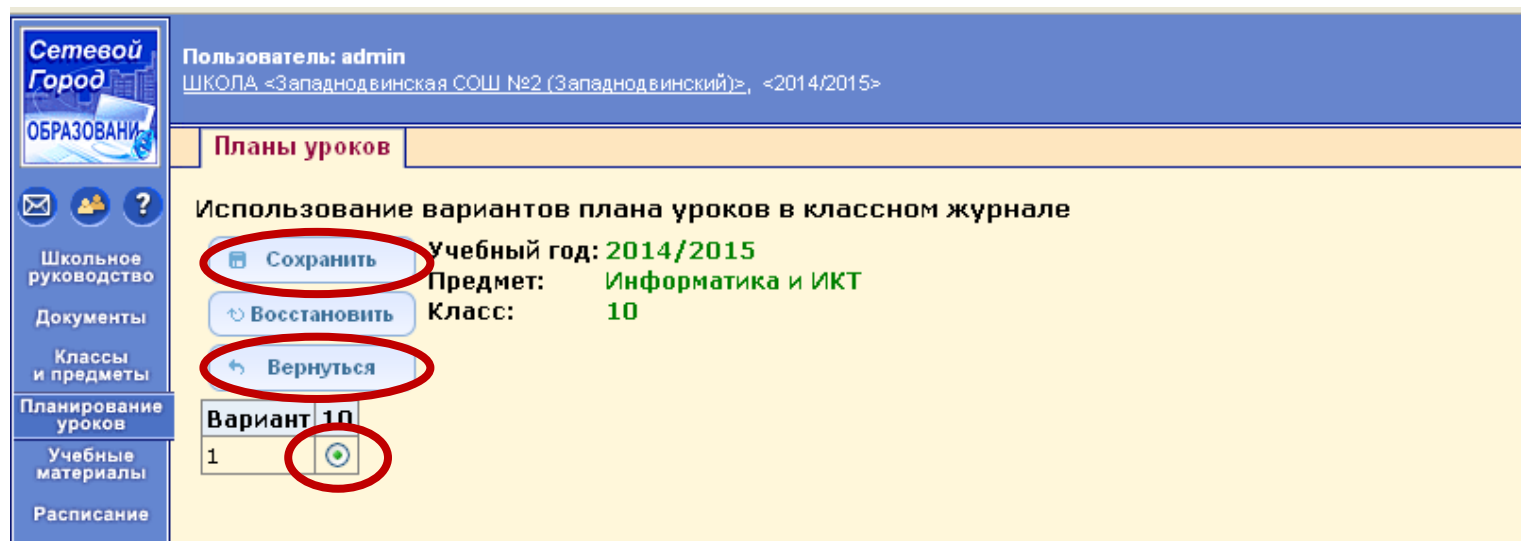 Сетевой
Город
ОБРАЗОВАНИ
Пользователь: admin
ШКОЛА <Западнодвинская СОШ №2 (Западнодвинский)>, <2014/2015>
Планы уроков
?
Школьное
руководство
Документы
Классы
и предметы
Планирование
уроков
Учебные
материалы
Расписание
Использование вариантов плана уроков в классном журнале
Сохранить
Восстановить
Вернуться
Учебный год: 2014/2015
Предмет: Информатика и ИКТ
Класс: 10
Вариант 10
1